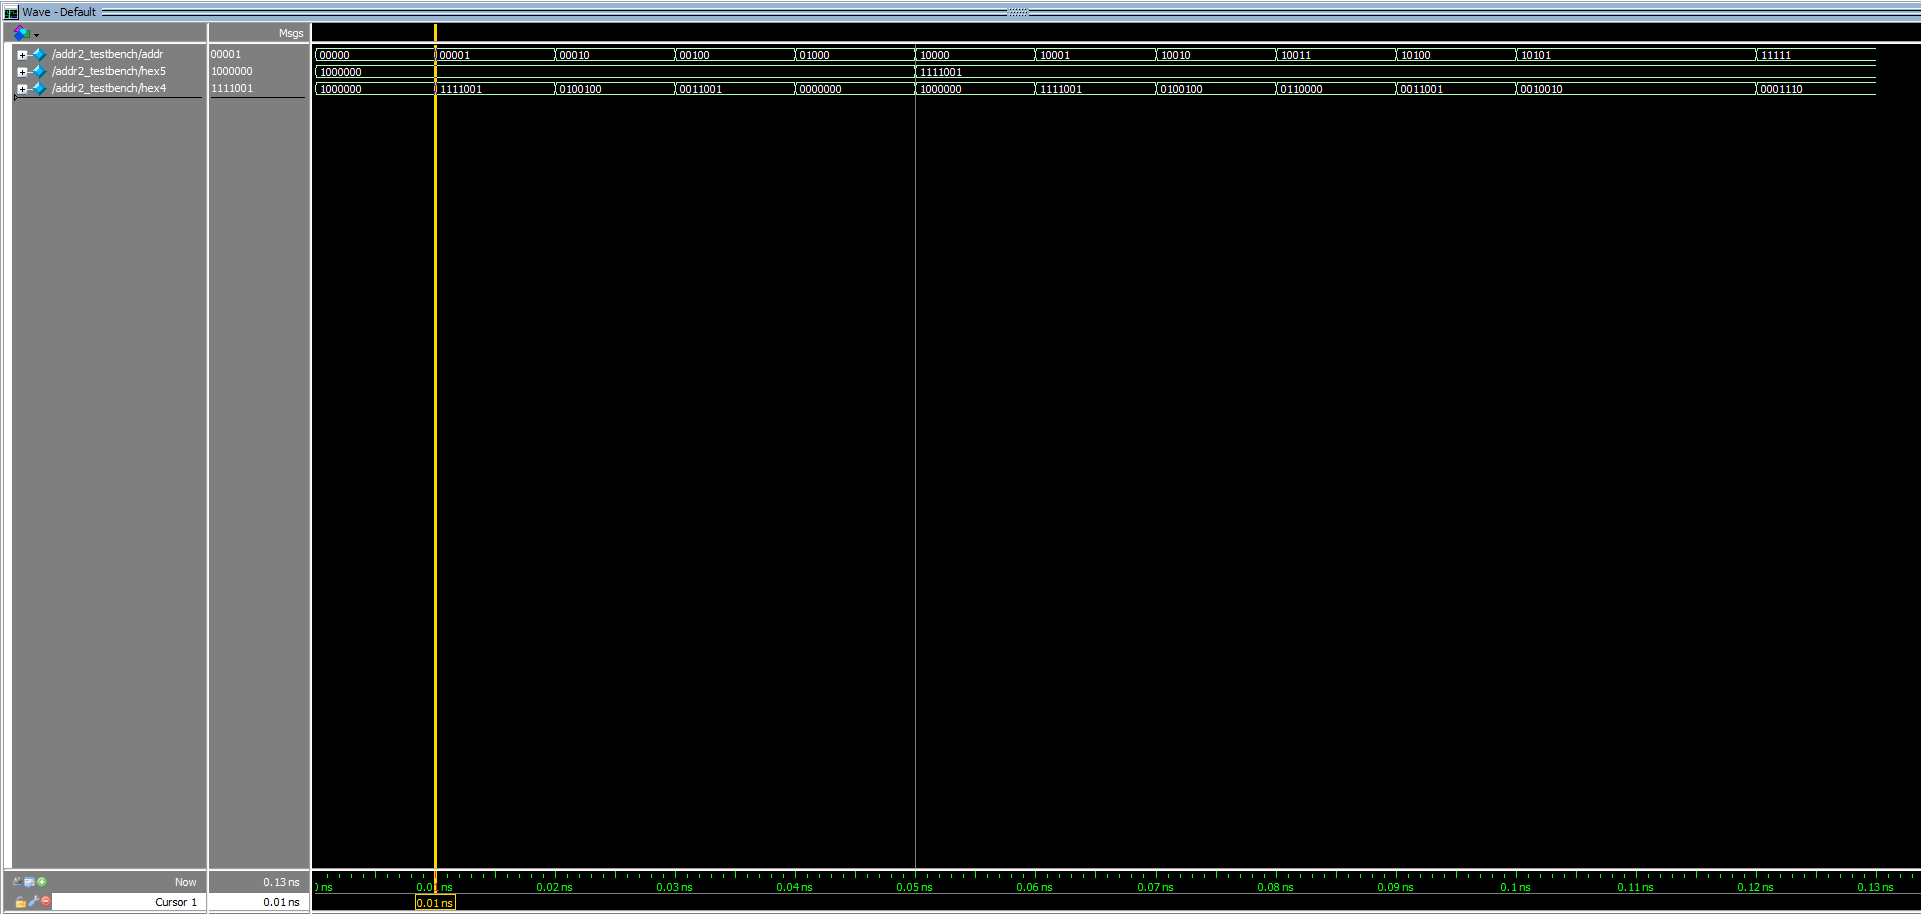 Wave - Default
Msgs
/addr2_testbench/addr 00001 00000 00001 00010 00100 01000 10000 10001 10010 10011 10100 10101 11111
/addr2_testbench/hex5 1000000 1000000 1111001
/addr2_testbench/hex4 1111001 1000000 1111001 0100100 0011001 0000000 1000000 1111001 0100100 0110000 0011001 0010010 0001110
Now 0.13 ns ns 0.01 ns 0.02 ns 0.03 ns 0.04 ns 0.05 ns 0.06 ns 0.07 ns 0.08 ns 0.09 ns 0.1 ns 0.11 ns 0.12 ns 0.13 ns
Cursor 1 0.01 ns 0.01 ns